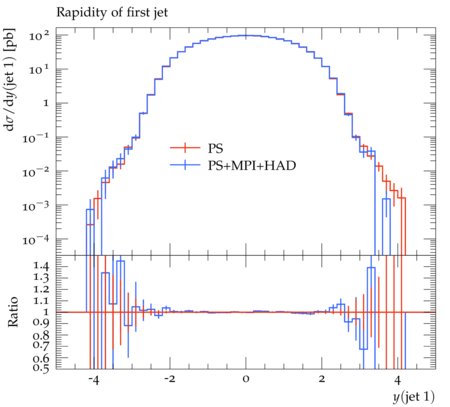 Rapidity of first jet
dσ/dy(jet 1) [pb]
10²
10¹
1
10⁻¹
10⁻²
10⁻³
10⁻⁴
PS
PS+MPI+HAD
Ratio
1.4
1.3
1.2
1.1
1
0.9
0.8
0.7
0.6
0.5
-4 -2 0 2 4
y(jet 1)